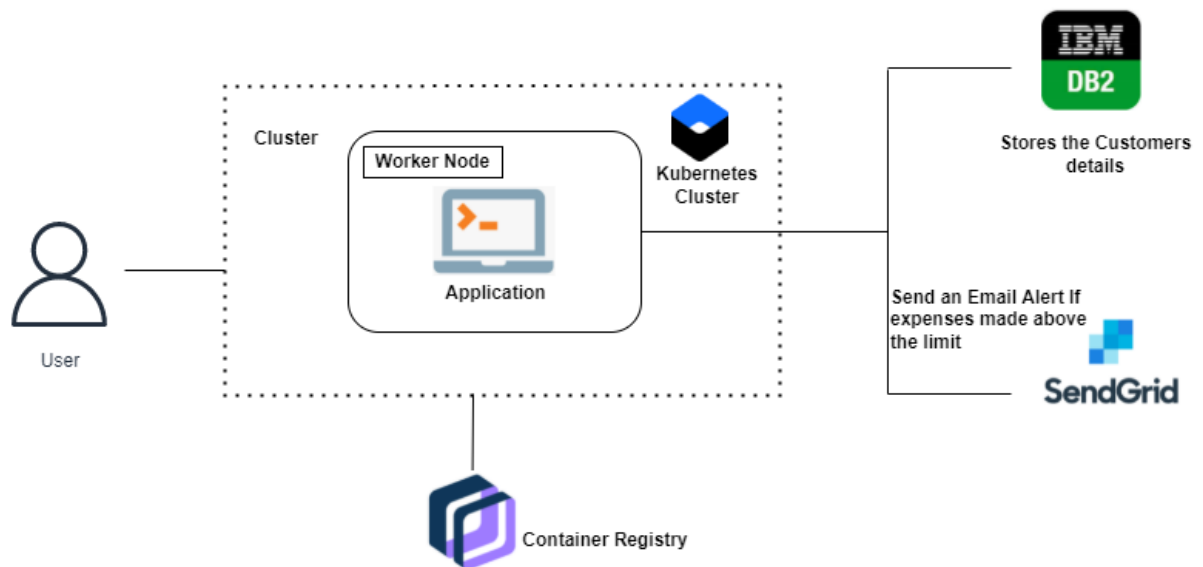 IBM
DB2
Stores the Customers
details
Cluster
Worker Node
Kubernetes
Cluster
Application
User
Send an Email Alert If
expenses made above
the limit
SendGrid
Container Registry